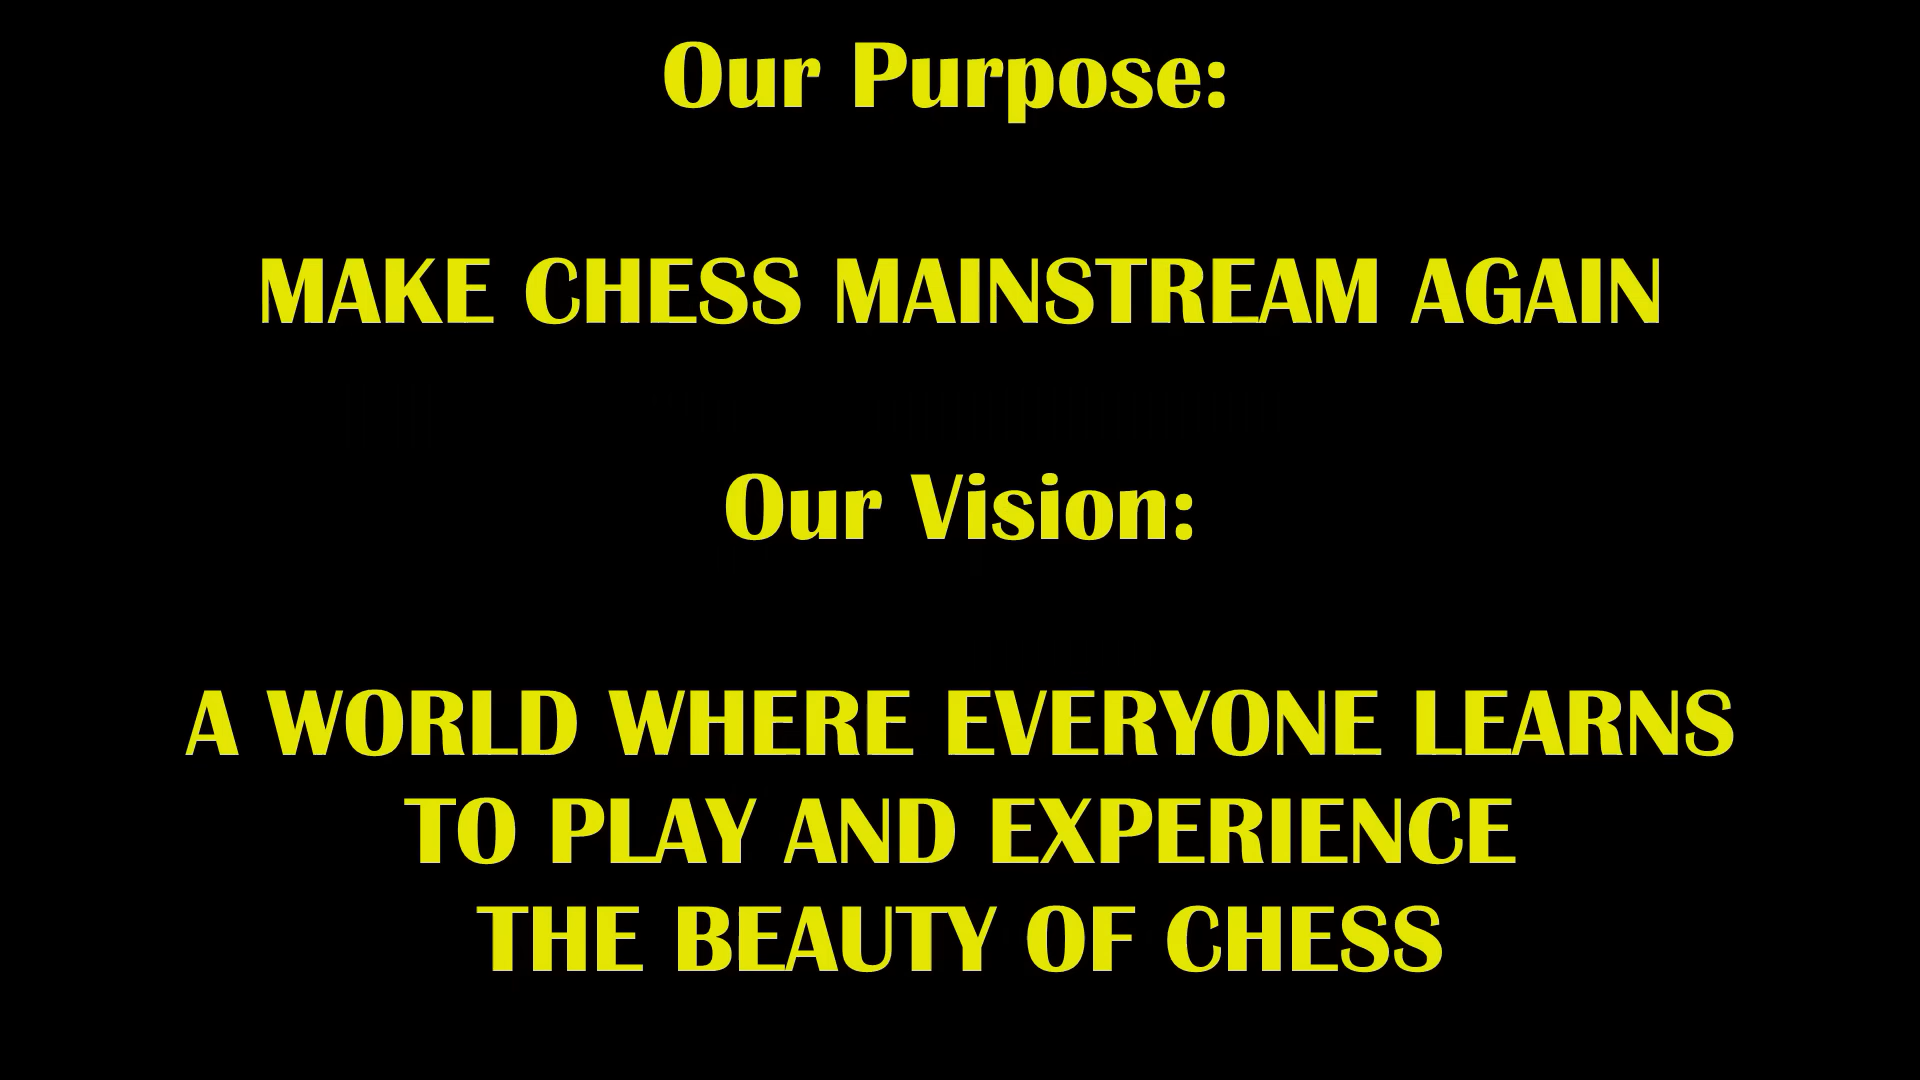 Our Purpose:
MAKE CHESS MAINSTREAM AGAIN
Our Vision:
A WORLD WHERE EVERYONE LEARNS
TO PLAY AND EXPERIENCE
THE BEAUTY OF CHESS